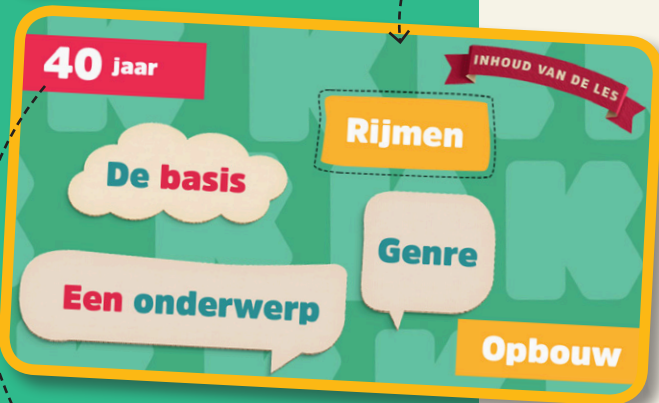 40 jaar
INHOUD VAN DE LES
Rijmen
De basis
Genre
Een onderwerp
Opbouw